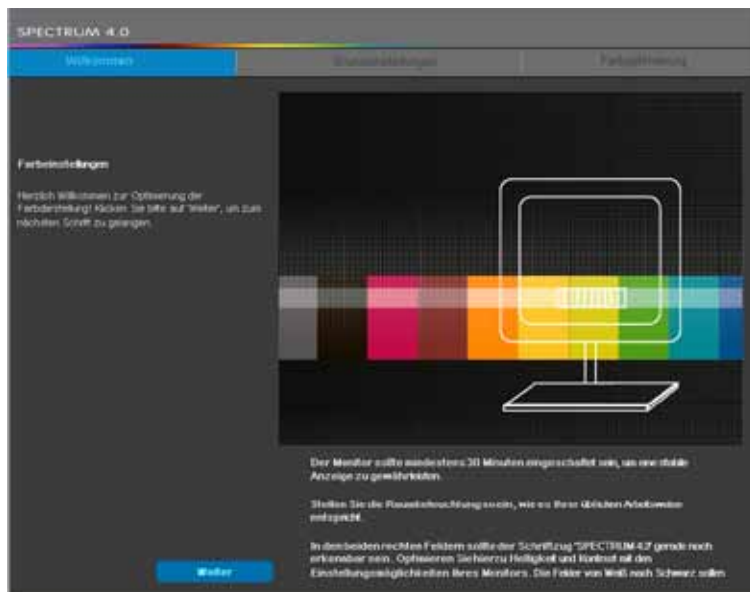 SPECTRUM 4.0
Willkommen
Grundeinstellungen
Farboptimierung
Farbeinstellungen
Herzlich Willkommen zur Optimierung der
Farbdarstellung! Klicken Sie bitte auf "Weiter", um zum
nächsten Schritt zu gelangen.
Der Monitor sollte mindestens 30 Minuten eingeschaltet sein, um eine stabile
Anzeige zu gewährleisten.
Stellen Sie die Raumbeleuchtung so ein, wie es Ihrer üblichen Arbeitsweise
entspricht.
In den beiden rechten Feldern sollte der Schriftzug "SPECTRUM 4.0" gerade noch
erkennbar sein. Optimieren Sie hierzu Helligkeit und Kontrast mit den
Einstellungsmöglichkeiten Ihres Monitors. Die Felder von Weiß nach Schwarz sollen
Weiter